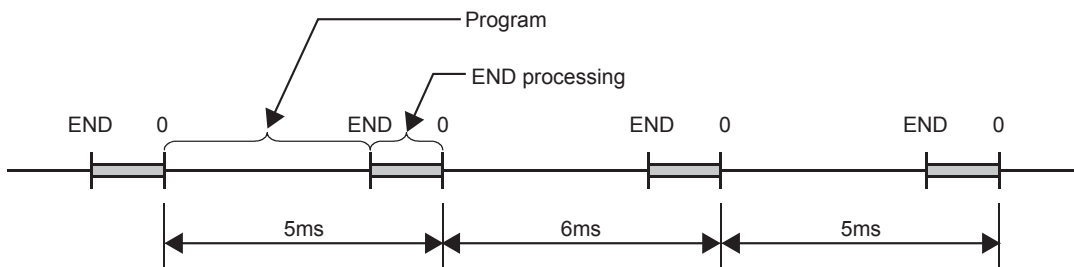 Program
END processing
END 0 END 0 END 0 END 0
5ms 6ms 5ms